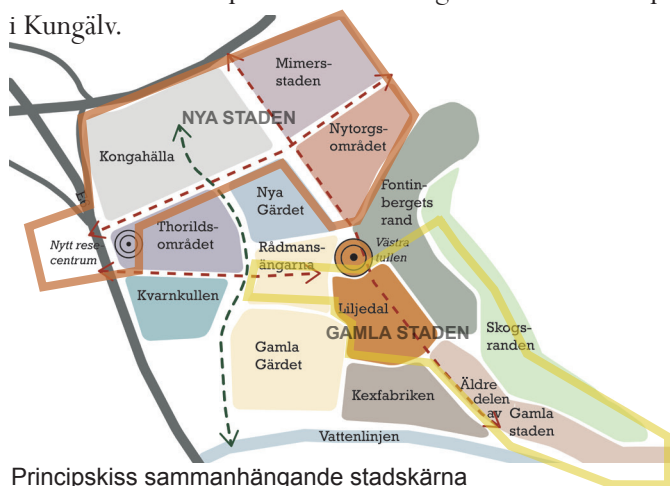 i Kungälv.
Mimers-
staden
NYA STADEN
Nytorgs-
området
Kongahälla
Fontin-
bergets
rand
Nya
Gärdet
Thorilds-
området
Nytt rese-
centrum
Rådmans-
ängarna
Västra
tullen
Kvarnkullen
Liljedal
GAMLA STADEN
Skogs-
randen
Gamla
Gärdet
Kexfabriken
Äldre
delen
av Gamla
staden
Vattenlinjen
Principskiss sammanhängande stadskärna